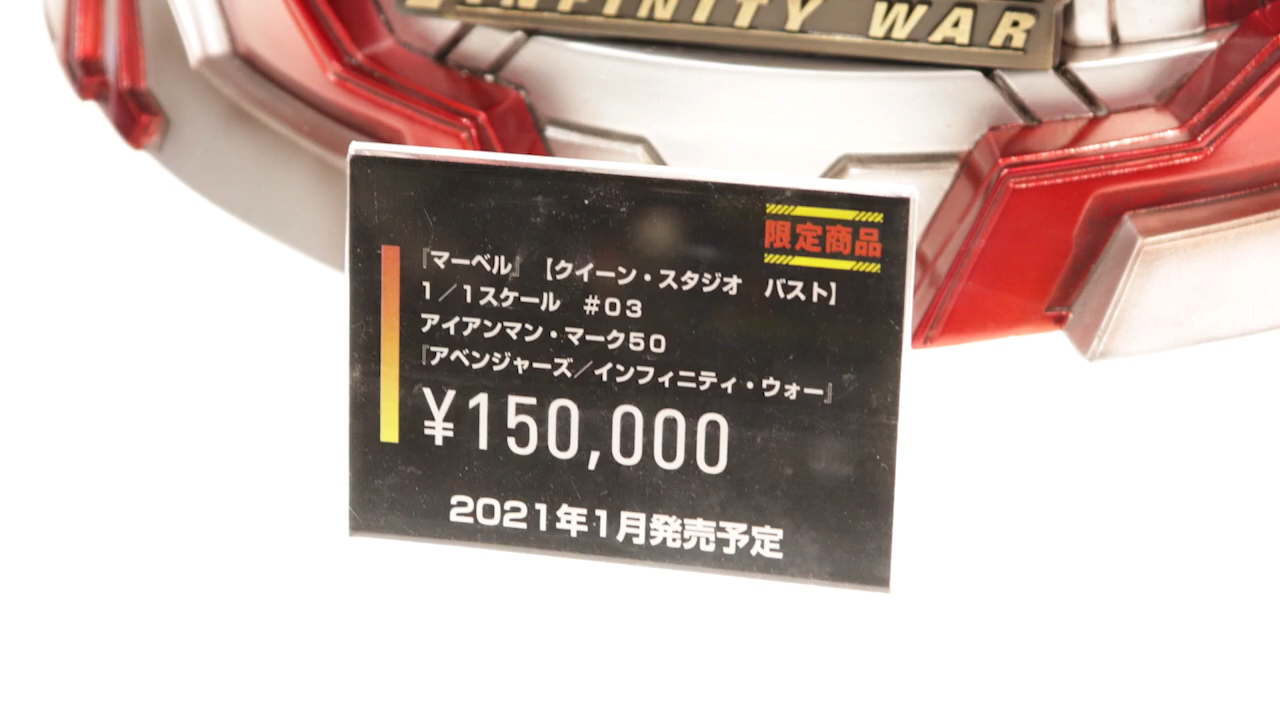 INFINITY WAR
限定商品
『マーベル』 【クイーン・スタジオ　バスト】
1／1スケール　＃03
アイアンマン・マーク50
『アベンジャーズ／インフィニティ・ウォー』
¥150,000
2021年1月発売予定